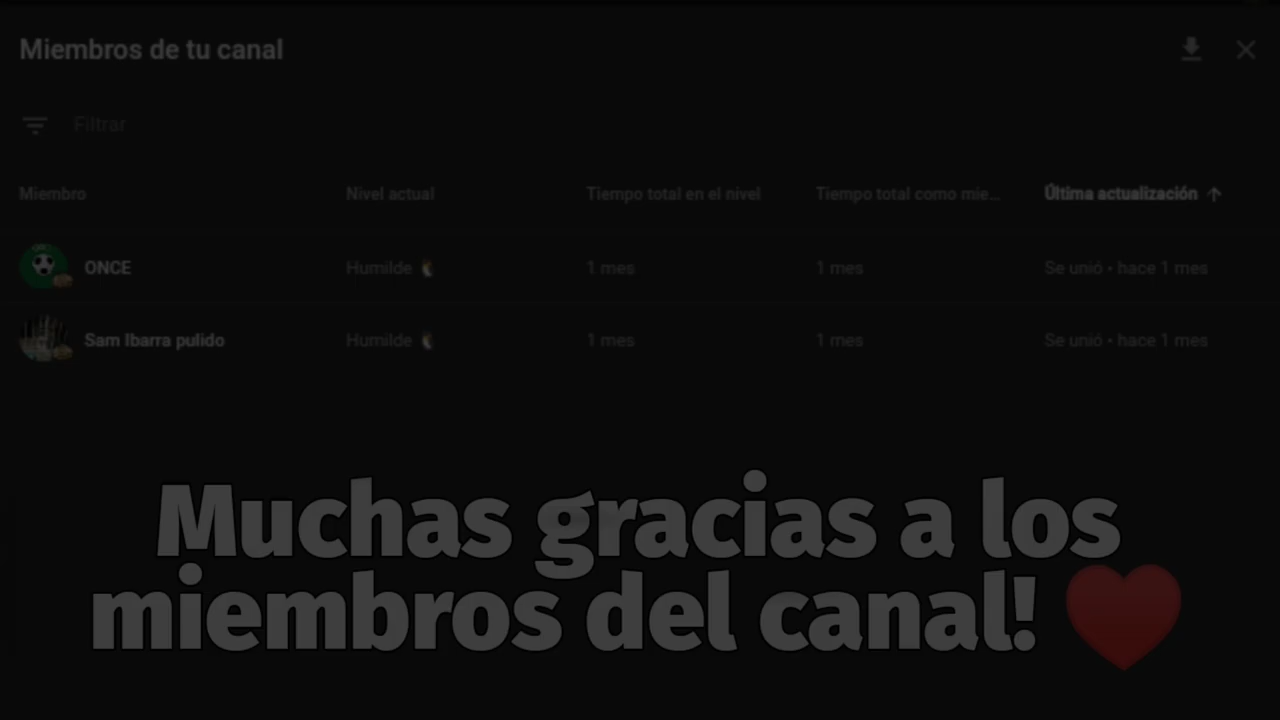 Miembros de tu canal
Filtrar
Miembro Nivel actual Tiempo total en el nivel Tiempo total como mie... Última actualización
ONCE Humilde 1 mes 1 mes Se unió • hace 1 mes
Sam Ibarra pulido Humilde 1 mes 1 mes Se unió • hace 1 mes
Muchas gracias a los
miembros del canal!